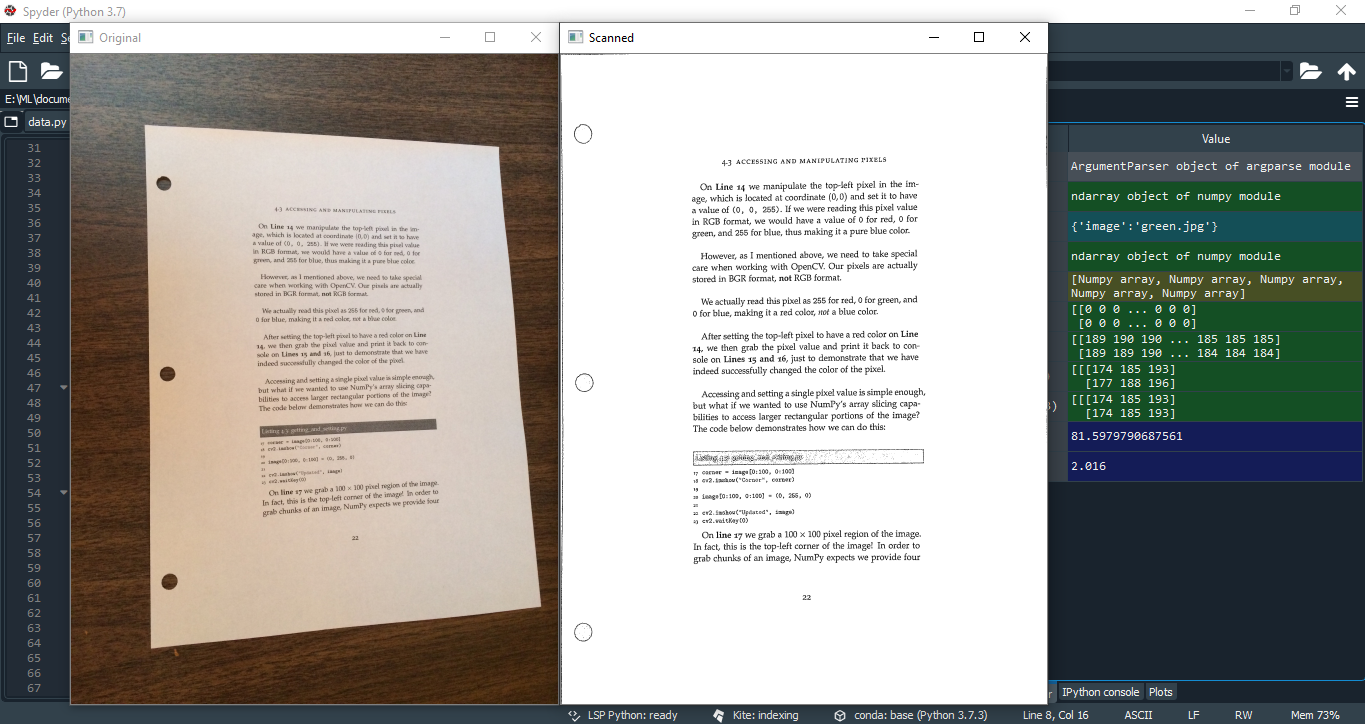 Spyder (Python 3.7)
File Edit S
E:\ML\docume
data.py
31
32
33
34
35
36
37
38
39
40
41
42
43
44
45
46
47
48
49
50
51
52
53
54
55
56
57
58
59
60
61
62
63
64
65
66
67
Original
4.3 ACCESSING AND MANIPULATING PIXELS
On Line 14 we manipulate the top-left pixel in the im-
age, which is located at coordinate (0,0) and set it to have
a value of (0, 0, 255). If we were reading this pixel value
in RGB format, we would have a value of 0 for red, 0 for
green, and 255 for blue, thus making it a pure blue color.
However, as I mentioned above, we need to take special
care when working with OpenCV. Our pixels are actually
stored in BGR format, not RGB format.
We actually read this pixel as 255 for red, 0 for green, and
0 for blue, making it a red color, not a blue color.
After setting the top-left pixel to have a red color on Line
14, we then grab the pixel value and print it back to con-
sole on Lines 15 and 16, just to demonstrate that we have
indeed successfully changed the color of the pixel.
Accessing and setting a single pixel value is simple enough,
but what if we wanted to use NumPy's array slicing capa-
bilities to access larger rectangular portions of the image?
The code below demonstrates how we can do this:
Listing 4.7: getting_and_setting.py
17 corner = image[0:100, 0:100]
18 cv2.imshow("Corner", corner)
19
20 image[0:100, 0:100] = (0, 255, 0)
21
22 cv2.imshow("Updated", image)
23 cv2.waitKey(0)
On line 17 we grab a 100 × 100 pixel region of the image.
In fact, this is the top-left corner of the image! In order to
grab chunks of an image, NumPy expects we provide four
22
Scanned
4.3 ACCESSING AND MANIPULATING PIXELS
On Line 14 we manipulate the top-left pixel in the im-
age, which is located at coordinate (0,0) and set it to have
a value of (0, 0, 255). If we were reading this pixel value
in RGB format, we would have a value of 0 for red, 0 for
green, and 255 for blue, thus making it a pure blue color.
However, as I mentioned above, we need to take special
care when working with OpenCV. Our pixels are actually
stored in BGR format, not RGB format.
We actually read this pixel as 255 for red, 0 for green, and
0 for blue, making it a red color, not a blue color.
After setting the top-left pixel to have a red color on Line
14, we then grab the pixel value and print it back to con-
sole on Lines 15 and 16, just to demonstrate that we have
indeed successfully changed the color of the pixel.
Accessing and setting a single pixel value is simple enough,
but what if we wanted to use NumPy's array slicing capa-
bilities to access larger rectangular portions of the image?
The code below demonstrates how we can do this:
Listing 4.7: getting_and_setting.py
17 corner = image[0:100, 0:100]
18 cv2.imshow("Corner", corner)
19
20 image[0:100, 0:100] = (0, 255, 0)
21
22 cv2.imshow("Updated", image)
23 cv2.waitKey(0)
On line 17 we grab a 100 × 100 pixel region of the image.
In fact, this is the top-left corner of the image! In order to
grab chunks of an image, NumPy expects we provide four
22
Value
ArgumentParser object of argparse module
ndarray object of numpy module
{'image':'green.jpg'}
ndarray object of numpy module
[Numpy array, Numpy array, Numpy array,
Numpy array, Numpy array]
[[0 0 0 ... 0 0 0]
[0 0 0 ... 0 0 0]
[[189 190 190 ... 185 185 185]
[189 189 190 ... 184 184 184]
[[[174 185 193]
[177 188 196]
[[[174 185 193]
[174 185 193]
81.5979790687561
2.016
IPython console
Plots
LSP Python: ready
Kite: indexing
conda: base (Python 3.7.3)
Line 8, Col 16
ASCII
LF
RW
Mem 73%